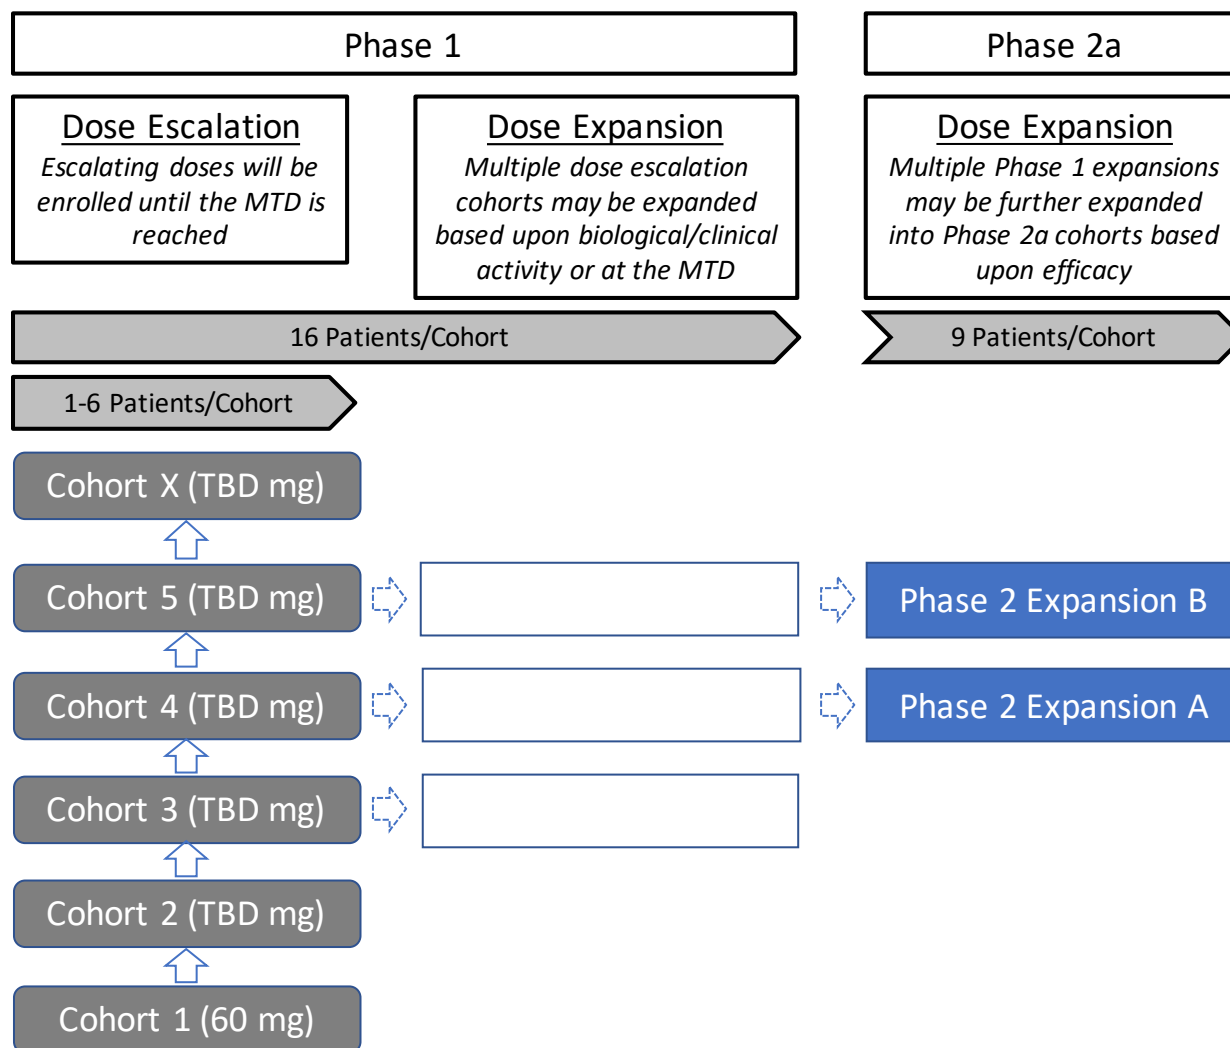 Phase 1
Phase 2a
Dose Escalation
Escalating doses will be
enrolled until the MTD is
reached
Dose Expansion
Multiple dose escalation
cohorts may be expanded
based upon biological/clinical
activity or at the MTD
Dose Expansion
Multiple Phase 1 expansions
may be further expanded
into Phase 2a cohorts based
upon efficacy
16 Patients/Cohort
9 Patients/Cohort
1-6 Patients/Cohort
Cohort X (TBD mg)
Cohort 5 (TBD mg)
Phase 2 Expansion B
Cohort 4 (TBD mg)
Phase 2 Expansion A
Cohort 3 (TBD mg)
Cohort 2 (TBD mg)
Cohort 1 (60 mg)